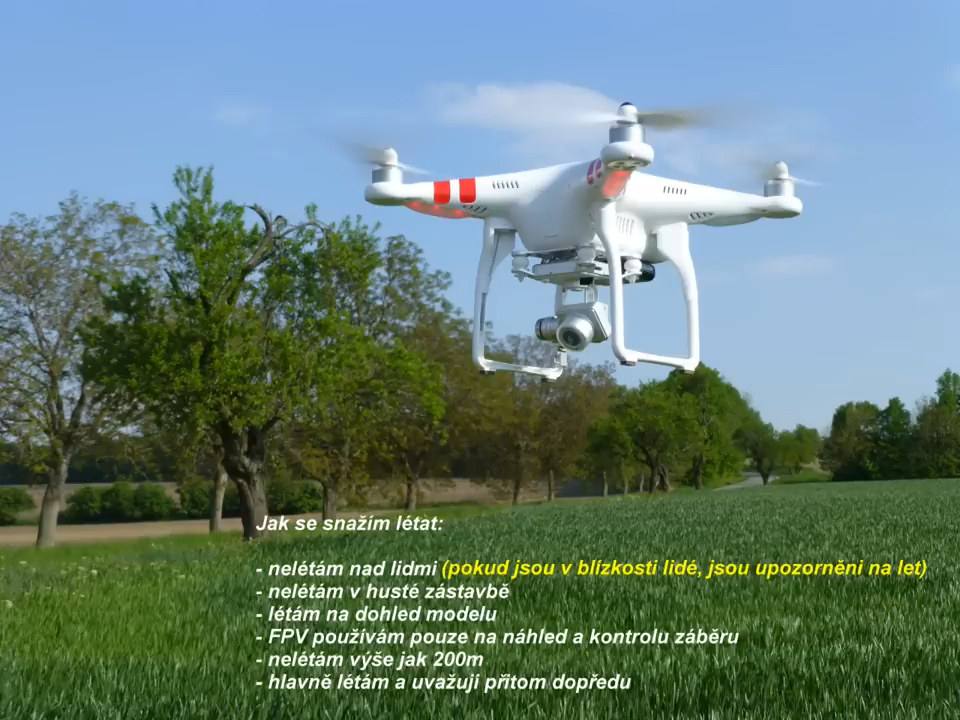 Jak se snažím létat:
- nelétám nad lidmi (pokud jsou v blízkosti lidé, jsou upozorněni na let)
- nelétám v husté zástavbě
- létám na dohled modelu
- FPV používám pouze na náhled a kontrolu záběru
- nelétám výše jak 200m
- hlavně létám a uvažuji přitom dopředu